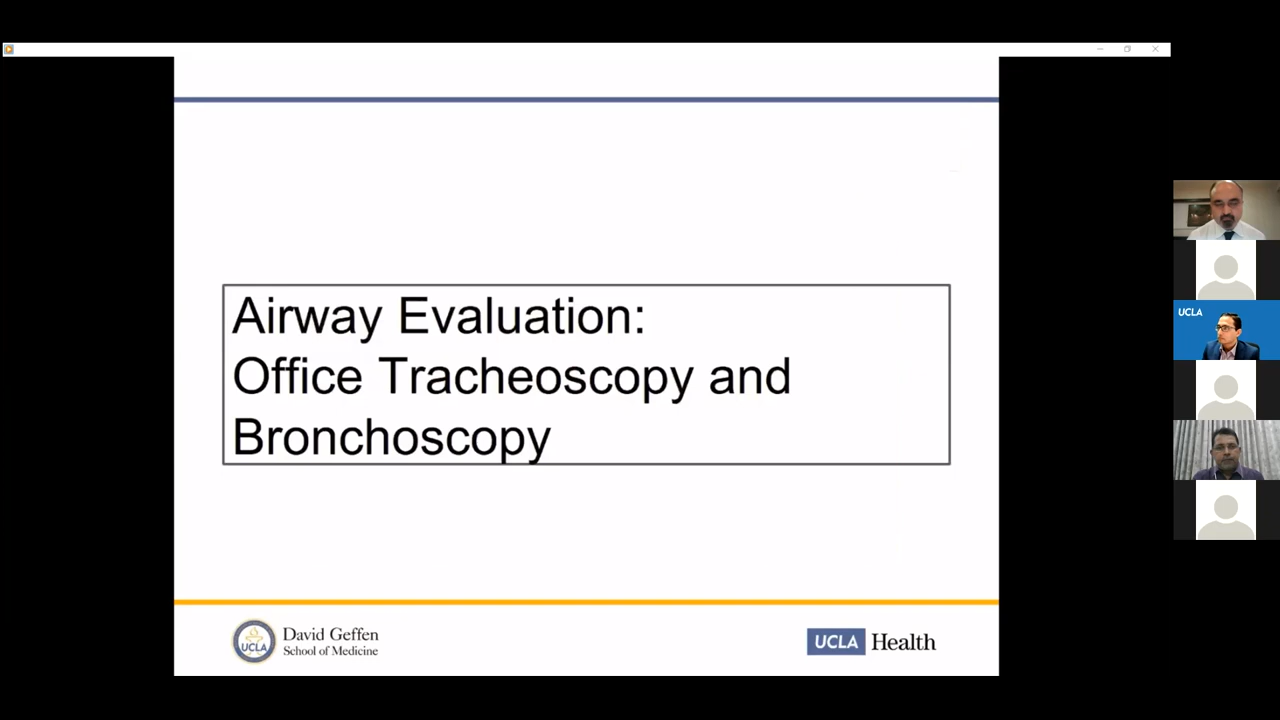 Airway Evaluation:
Office Tracheoscopy and
Bronchoscopy
UCLA
David Geffen
School of Medicine
UCLA Health
UCLA